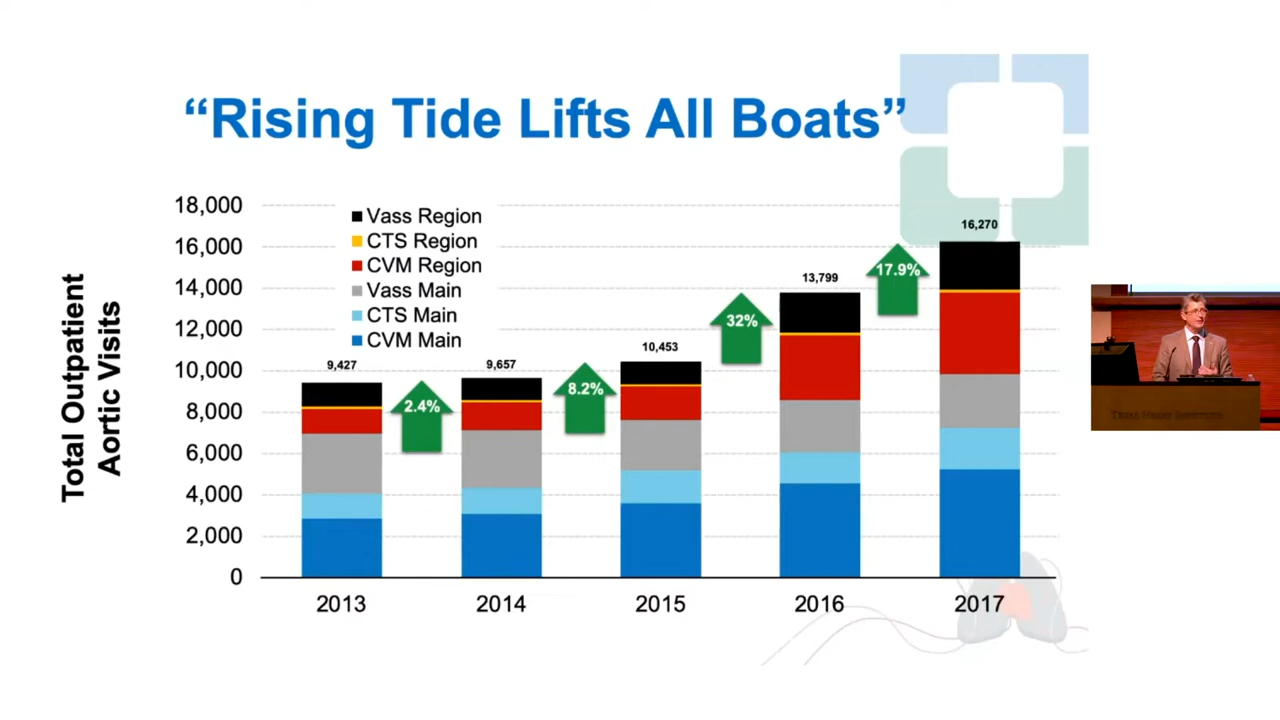 “Rising Tide Lifts All Boats”
Total Outpatient
Aortic Visits
18,000
16,000
14,000
12,000
10,000
8,000
6,000
4,000
2,000
0
Vass Region
CTS Region
CVM Region
Vass Main
CTS Main
CVM Main
9,427
2.4%
9,657
8.2%
10,453
32%
13,799
17.9%
16,270
2013
2014
2015
2016
2017
Texas Heart Institute